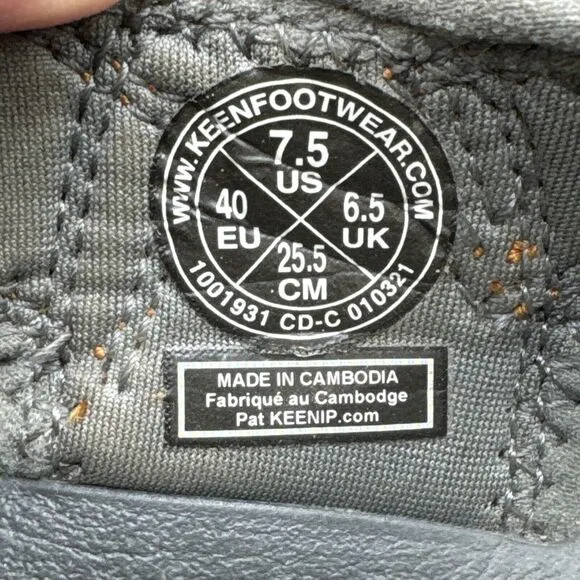 WWW.KEENFOOTWEAR.COM
7.5
US
40
EU
6.5
UK
25.5
CM
1001931 CD-C 010321
MADE IN CAMBODIA
Fabriqué au Cambodge
Pat KEENIP.com